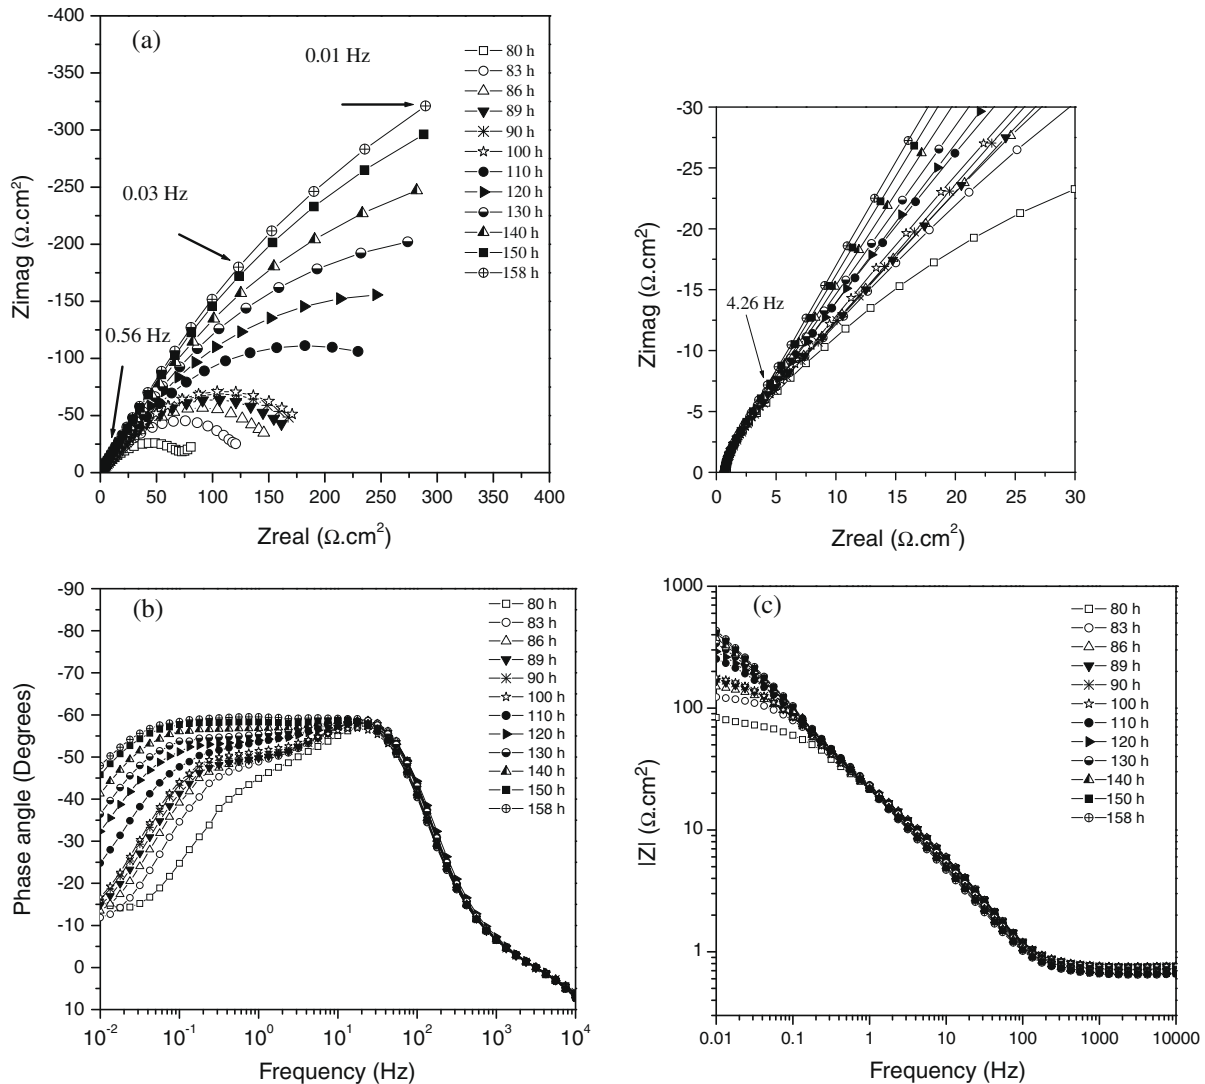 (a)
-400
-350
-300
-250
-200
-150
-100
-50
0
0 50 100 150 200 250 300 350 400
Zimag (Ω.cm²)
Zreal (Ω.cm²)
0.01 Hz
0.03 Hz
0.56 Hz
80 h
83 h
86 h
89 h
90 h
100 h
110 h
120 h
130 h
140 h
150 h
158 h
-30
-25
-20
-15
-10
-5
0
0 5 10 15 20 25 30
Zimag (Ω.cm²)
Zreal (Ω.cm²)
4.26 Hz
(b)
-90
-80
-70
-60
-50
-40
-30
-20
-10
0
10
10⁻² 10⁻¹ 10⁰ 10¹ 10² 10³ 10⁴
Phase angle (Degrees)
Frequency (Hz)
80 h
83 h
86 h
89 h
90 h
100 h
110 h
120 h
130 h
140 h
150 h
158 h
(c)
1000
100
10
1
0.01 0.1 1 10 100 1000 10000
|Z| (Ω.cm²)
Frequency (Hz)
80 h
83 h
86 h
89 h
90 h
100 h
110 h
120 h
130 h
140 h
150 h
158 h